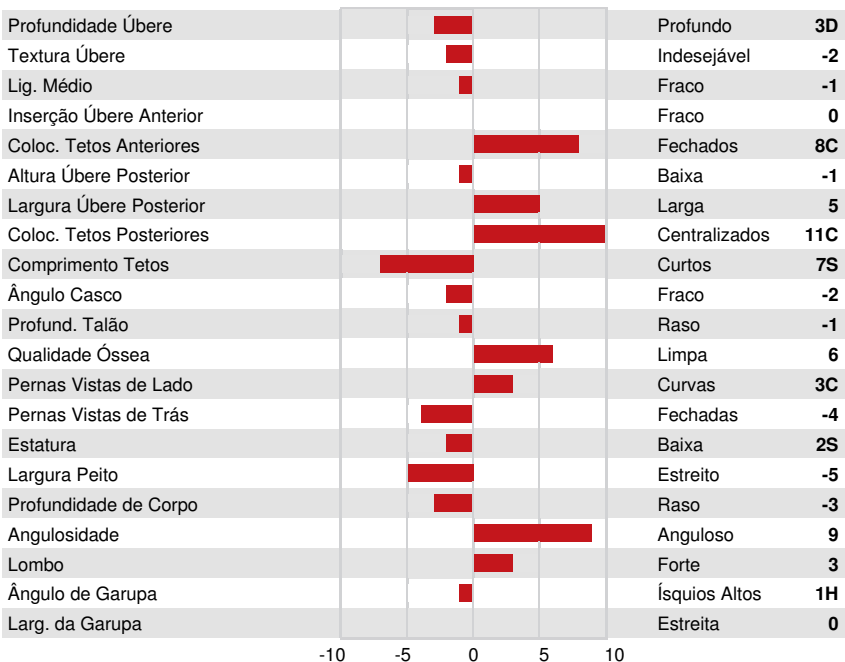 Profundidade Úbere Profundo 3D
Textura Úbere Indesejável -2
Lig. Médio Fraco -1
Inserção Úbere Anterior Fraco 0
Coloc. Tetos Anteriores Fechados 8C
Altura Úbere Posterior Baixa -1
Largura Úbere Posterior Larga 5
Coloc. Tetos Posteriores Centralizados 11C
Comprimento Tetos Curtos 7S
Ângulo Casco Fraco -2
Profund. Talão Raso -1
Qualidade Óssea Limpa 6
Pernas Vistas de Lado Curvas 3C
Pernas Vistas de Trás Fechadas -4
Estatura Baixa 2S
Largura Peito Estreito -5
Profundidade de Corpo Raso -3
Angulosidade Anguloso 9
Lombo Forte 3
Ângulo de Garupa Ísquios Altos 1H
Larg. da Garupa Estreita 0
-10 -5 0 5 10